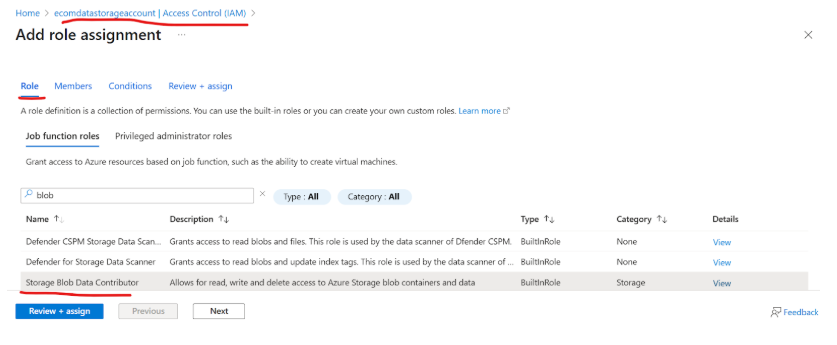 Home > ecomdatastorageaccount | Access Control (IAM) >
Add role assignment ...
Role Members Conditions Review + assign
A role definition is a collection of permissions. You can use the built-in roles or you can create your own custom roles. Learn more
Job function roles Privileged administrator roles
Grant access to Azure resources based on job function, such as the ability to create virtual machines.
blob Type : All Category : All
Name ↑↓ Description ↑↓ Type ↑↓ Category ↑↓ Details
Defender CSPM Storage Data Scan... Grants access to read blobs and files. This role is used by the data scanner of Dfender CSPM. BuiltInRole None View
Defender for Storage Data Scanner Grants access to read blobs and update index tags. This role is used by the data scanner of ... BuiltInRole None View
Storage Blob Data Contributor Allows for read, write and delete access to Azure Storage blob containers and data BuiltInRole Storage View
Review + assign Previous Next Feedback